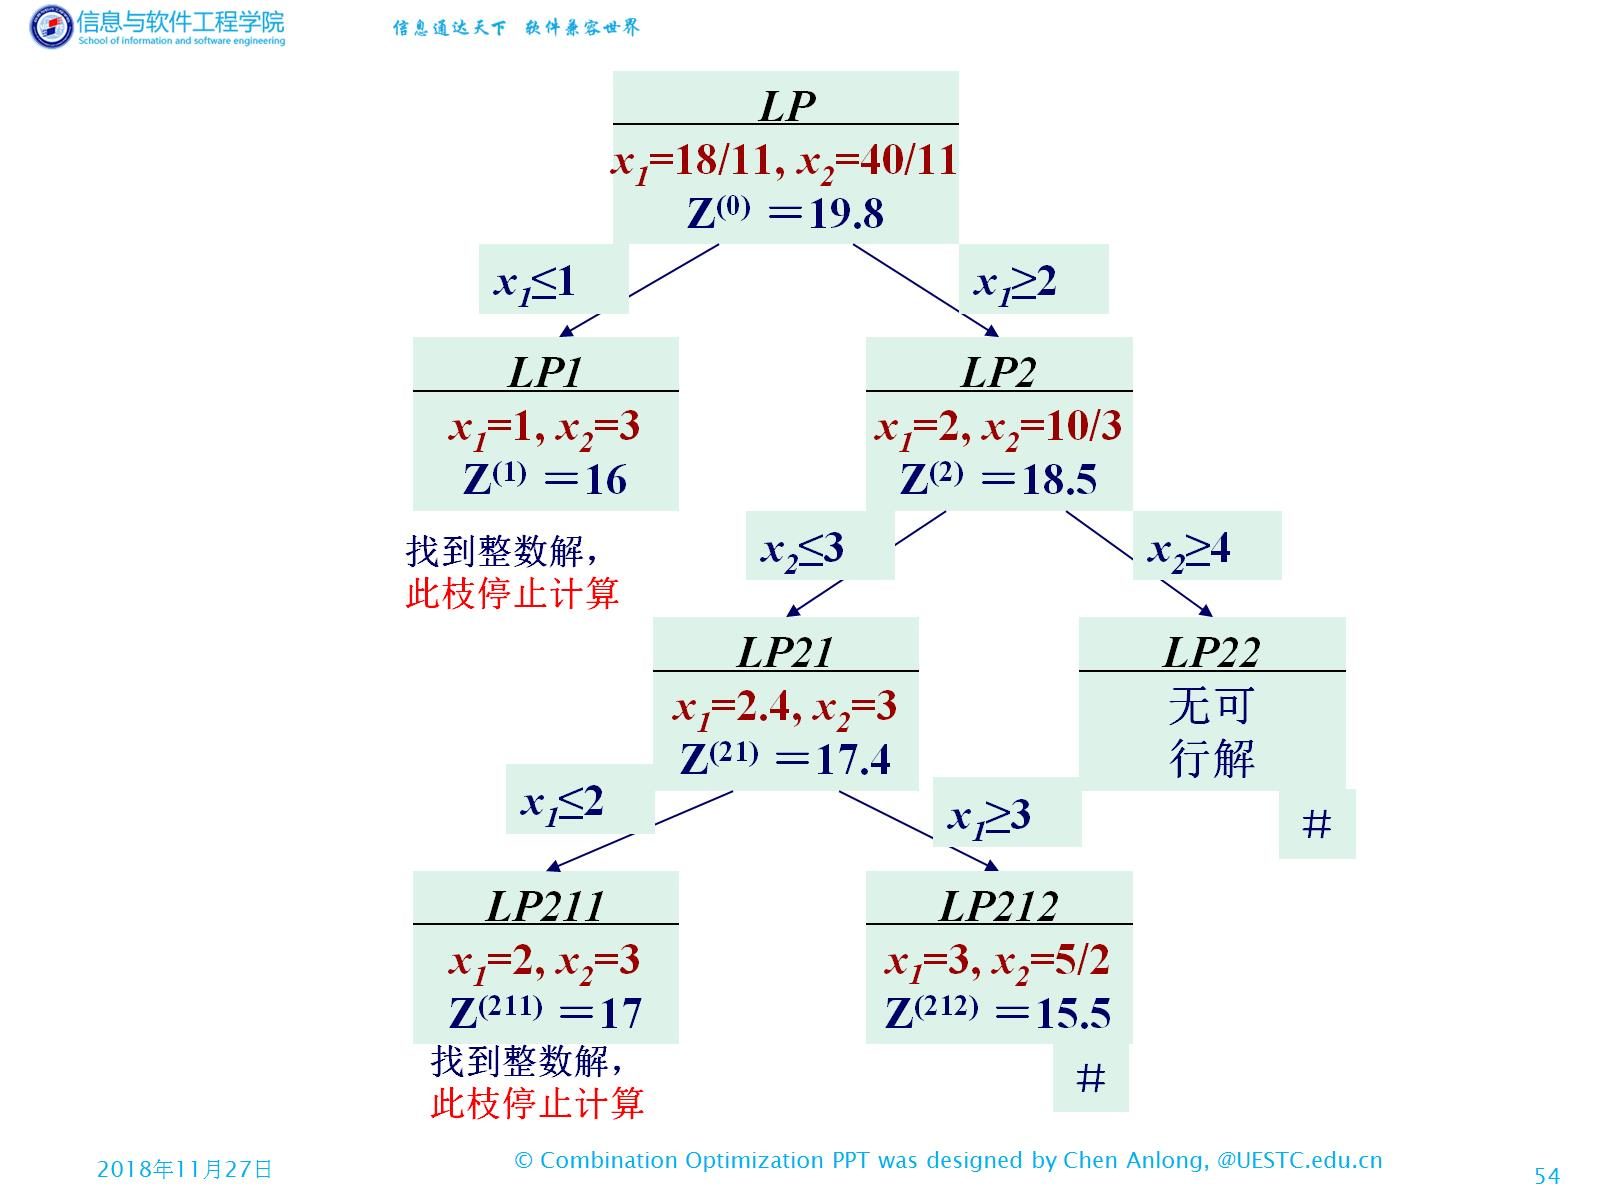 信息与软件工程学院
School of information and software engineering
信息通达天下 软件兼容世界
LP
x1=18/11, x2=40/11
Z(0) =19.8
x1≤1
x1≥2
LP1
x1=1, x2=3
Z(1) =16
LP2
x1=2, x2=10/3
Z(2) =18.5
找到整数解，
此枝停止计算
x2≤3
x2≥4
LP21
x1=2.4, x2=3
Z(21) =17.4
LP22
无可
行解
#
x1≤2
x1≥3
LP211
x1=2, x2=3
Z(211) =17
LP212
x1=3, x2=5/2
Z(212) =15.5
找到整数解，
此枝停止计算
#
2018年11月27日
© Combination Optimization PPT was designed by Chen Anlong, @UESTC.edu.cn
54